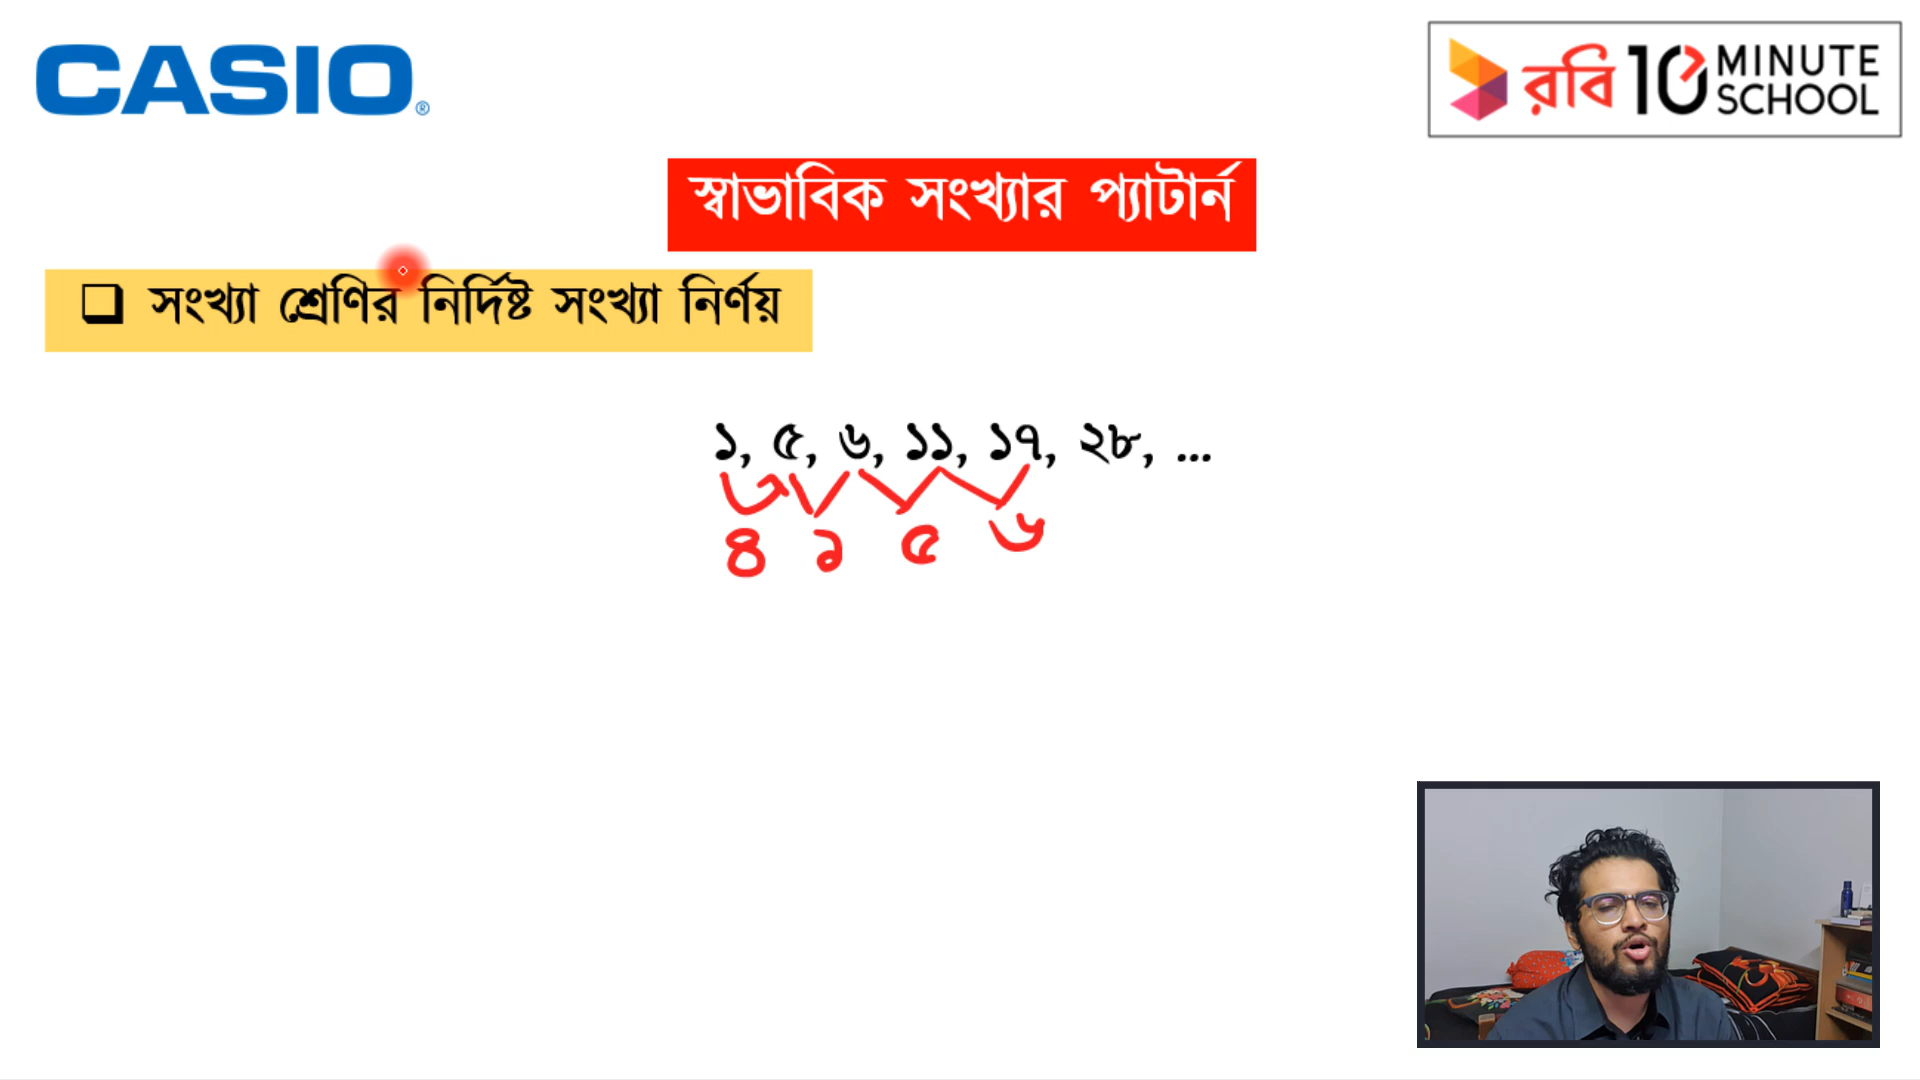 CASIO®
রবি 10 MINUTE SCHOOL
স্বাভাবিক সংখ্যার প্যাটার্ন
❑ সংখ্যা শ্রেণির নির্দিষ্ট সংখ্যা নির্ণয়
১, ৫, ৬, ১১, ১৭, ২৮, ...
৪ ১ ৫ ৬